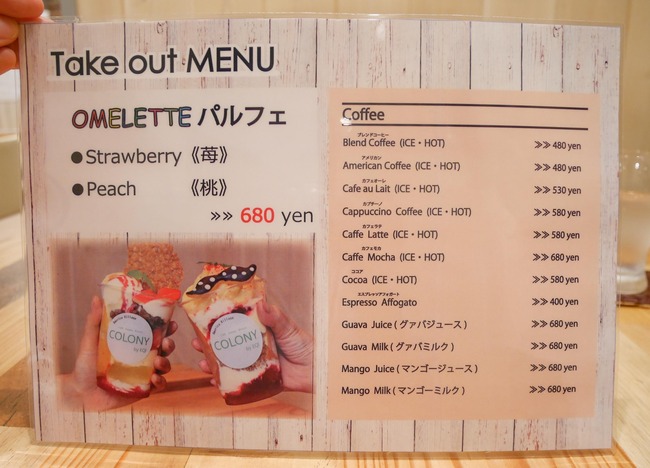 Take out MENU
OMELETTE パルフェ
●Strawberry 《苺》
●Peach 《桃》
»» 680 yen
COLONY
COLONY
Coffee
ブレンドコーヒー
Blend Coffee (ICE・HOT) »» 480 yen
アメリカン
American Coffee (ICE・HOT) »» 480 yen
カフェオーレ
Cafe au Lait (ICE・HOT) »» 530 yen
カプチーノ
Cappuccino Coffee (ICE・HOT) »» 580 yen
カフェラテ
Caffe Latte (ICE・HOT) »» 580 yen
カフェモカ
Caffe Mocha (ICE・HOT) »» 680 yen
ココア
Cocoa (ICE・HOT) »» 580 yen
エスプレッソアフォガート
Espresso Affogato »» 400 yen
Guava Juice ( グァバジュース ) »» 680 yen
Guava Milk ( グァバミルク ) »» 680 yen
Mango Juice ( マンゴージュース ) »» 680 yen
Mango Milk ( マンゴーミルク ) »» 680 yen